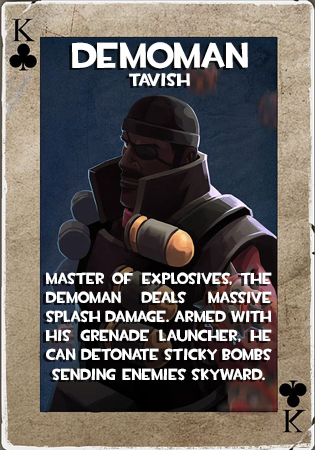 K
DEMOMAN
TAVISH
MASTER OF EXPLOSIVES, THE
DEMOMAN DEALS MASSIVE
SPLASH DAMAGE. ARMED WITH
HIS GRENADE LAUNCHER, HE
CAN DETONATE STICKY BOMBS
SENDING ENEMIES SKYWARD.
K